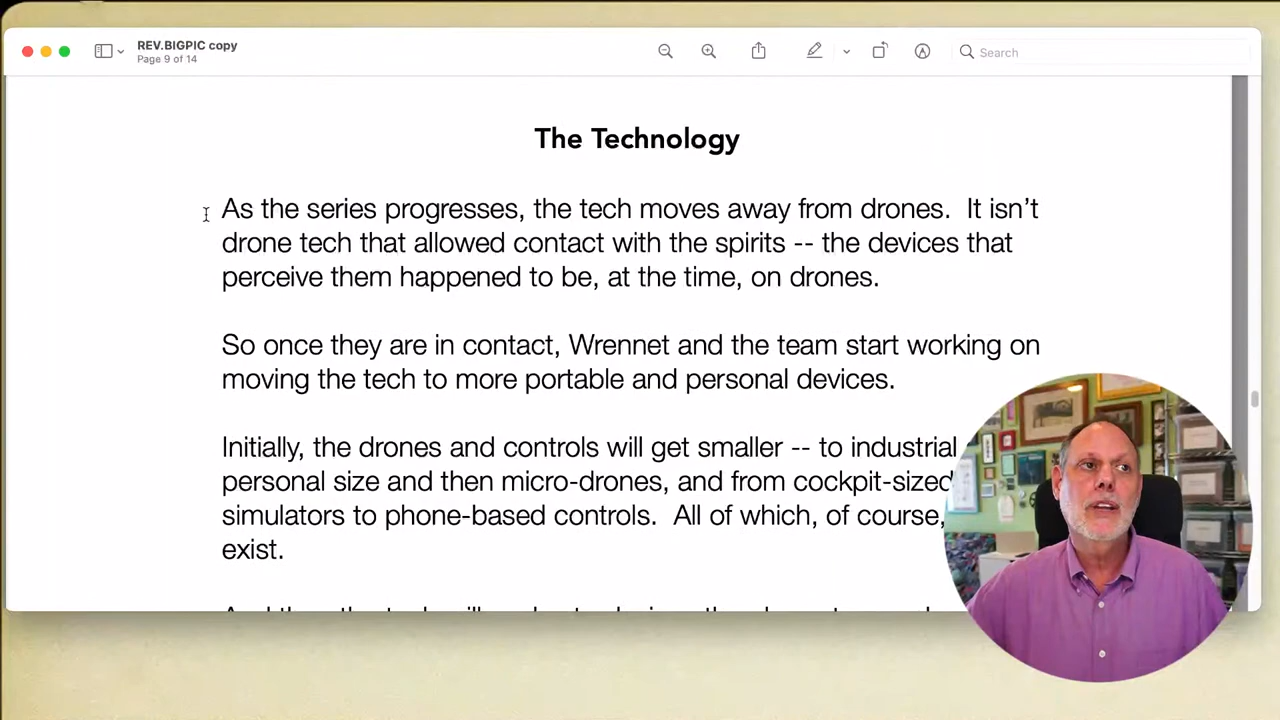 REV.BIGPIC copy
Page 9 of 14
Search
The Technology
As the series progresses, the tech moves away from drones.  It isn’t
drone tech that allowed contact with the spirits -- the devices that
perceive them happened to be, at the time, on drones.
So once they are in contact, Wrennet and the team start working on
moving the tech to more portable and personal devices.
Initially, the drones and controls will get smaller -- to industrial
personal size and then micro-drones, and from cockpit-sized
simulators to phone-based controls.  All of which, of course,
exist.